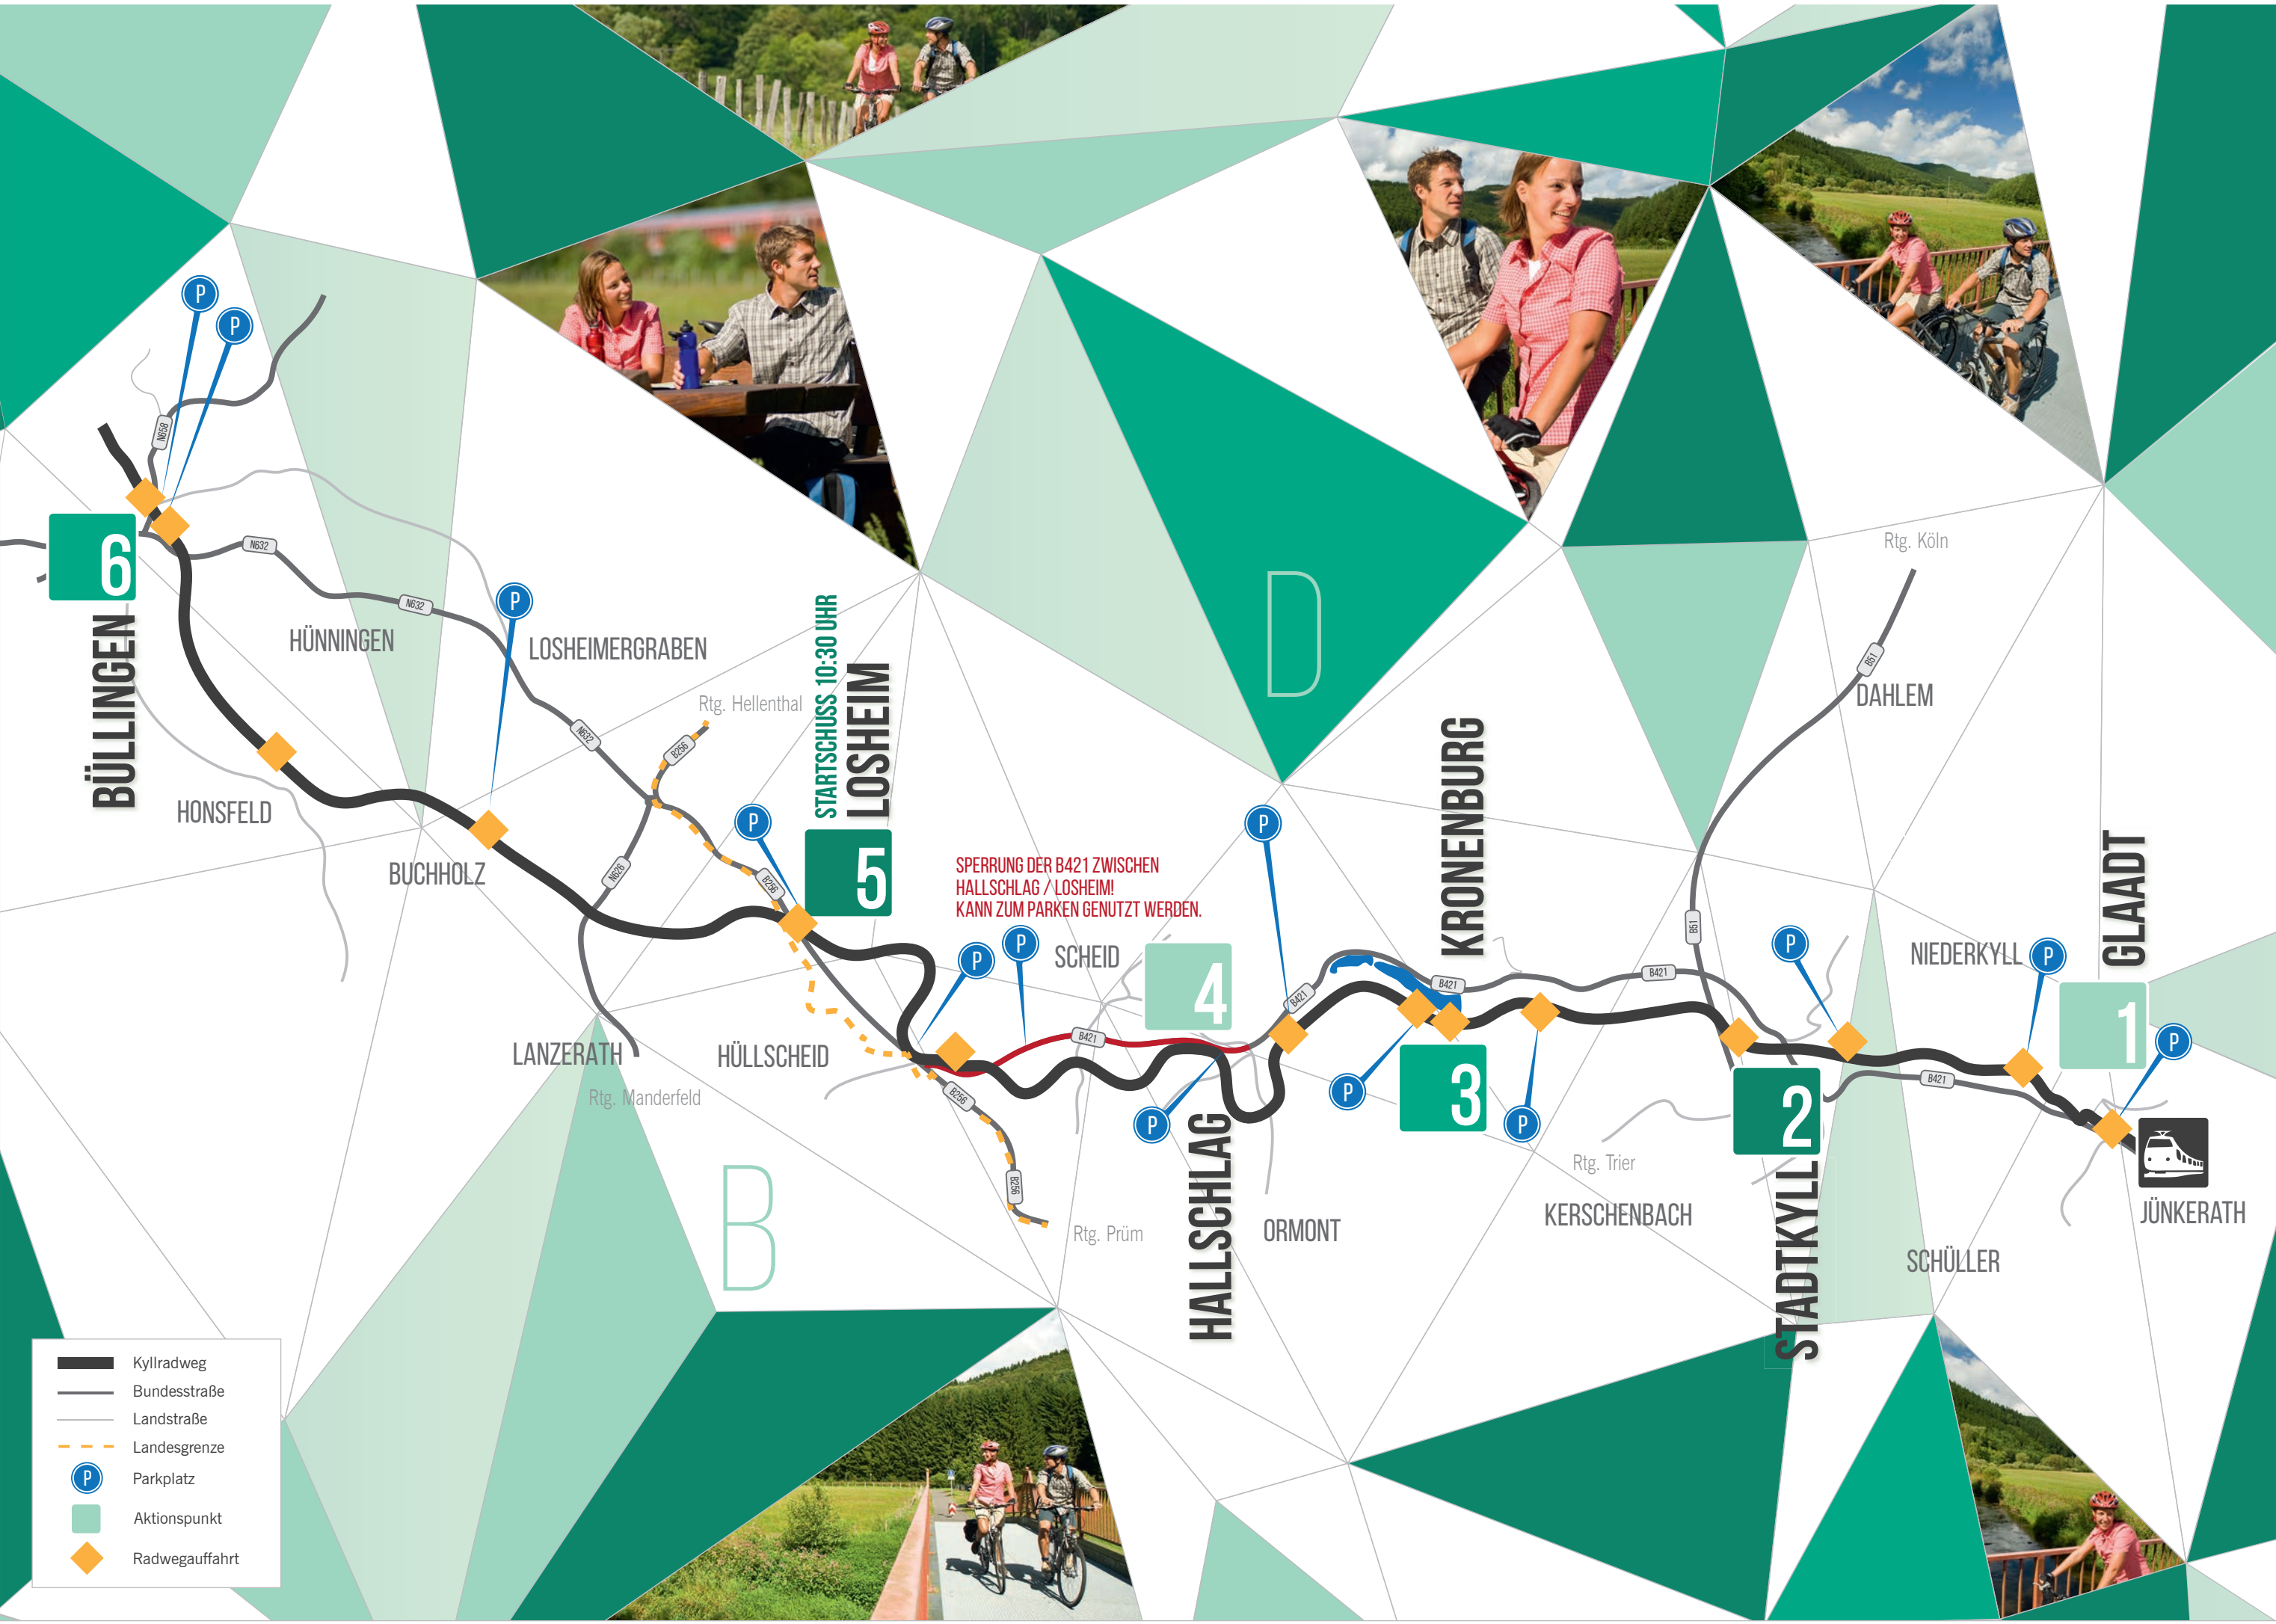 P
P
N658
6
BÜLLINGEN
N632
N632
HÜNNINGEN
P
LOSHEIMERGRABEN
N632
Rtg. Hellenthal
B256
HONSFELD
BUCHHOLZ
N626
B256
P
STARTSCHUSS 10:30 UHR
LOSHEIM
5
SPERRUNG DER B421 ZWISCHEN
HALLSCHLAG / LOSHEIM!
KANN ZUM PARKEN GENUTZT WERDEN.
LANZERATH
Rtg. Manderfeld
HÜLLSCHEID
P
P
SCHEID
B421
4
B256
B256
Rtg. Prüm
P
HALLSCHLAG
ORMONT
D
B
P
B421
KRONENBURG
B421
B421
P
3
P
Rtg. Trier
KERSCHENBACH
Rtg. Köln
B51
DAHLEM
B51
P
2
STADTKYLL
B421
SCHÜLLER
NIEDERKYLL
P
GLAADT
1
P
JÜNKERATH
Kyllradweg
Bundesstraße
Landstraße
Landesgrenze
P
Parkplatz
Aktionspunkt
Radwegauffahrt